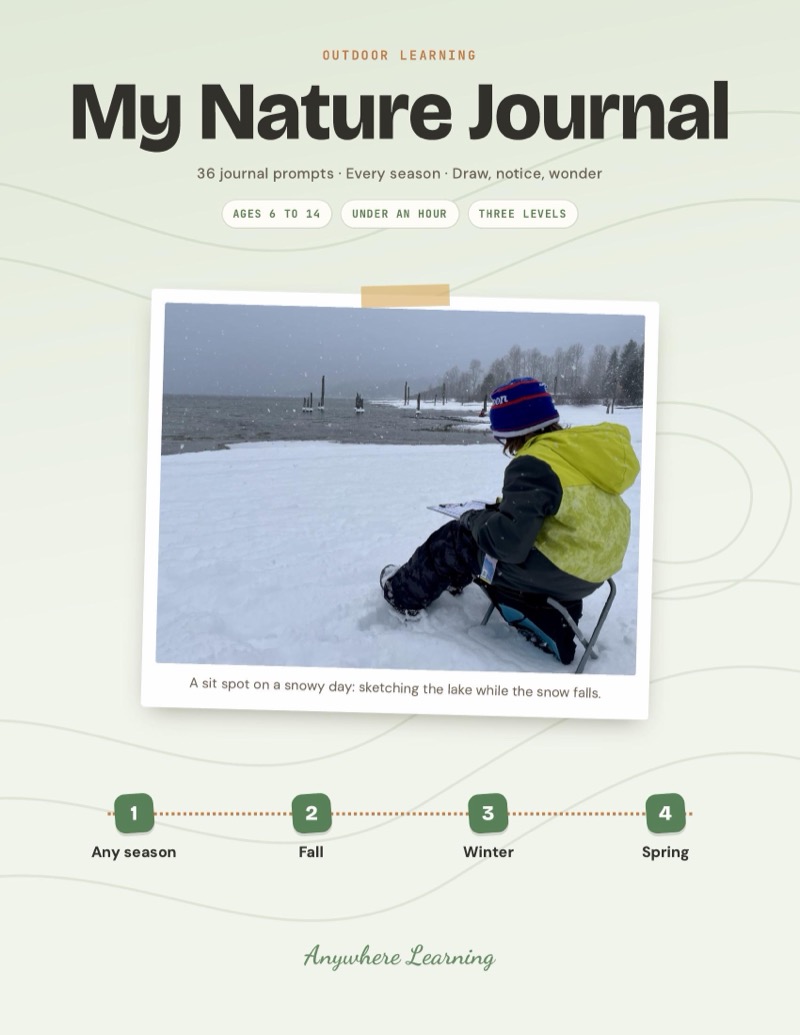 OUTDOOR LEARNING
My Nature Journal
36 journal prompts · Every season · Draw, notice, wonder
AGES 6 TO 14 UNDER AN HOUR THREE LEVELS
A sit spot on a snowy day: sketching the lake while the snow falls.
1 2 3 4
Any season Fall Winter Spring
Anywhere Learning